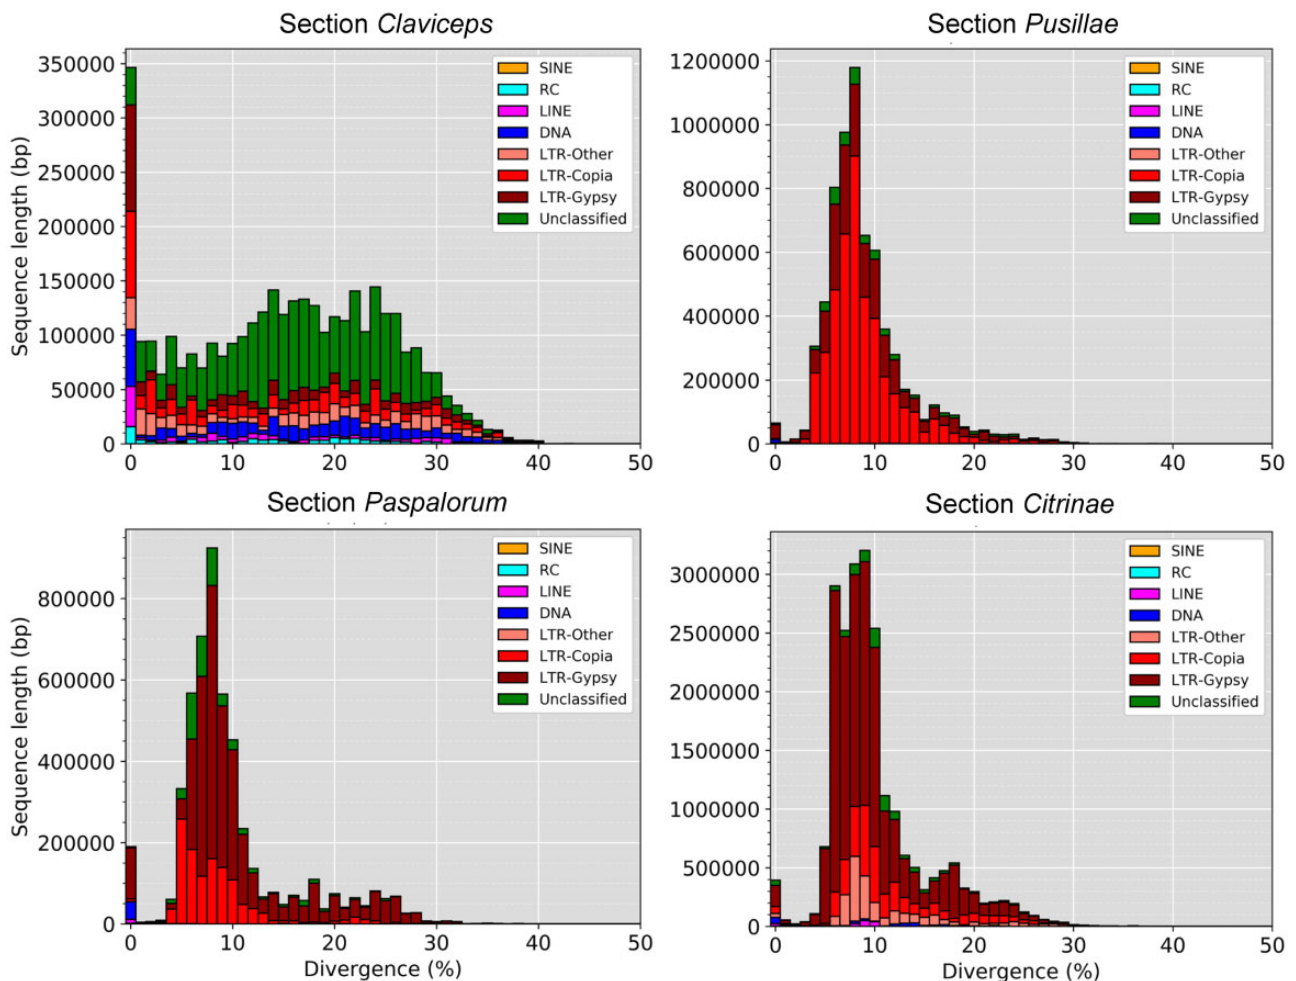 Section Claviceps
Sequence length (bp)
350000
300000
250000
200000
150000
100000
50000
0
0 10 20 30 40 50
SINE
RC
LINE
DNA
LTR-Other
LTR-Copia
LTR-Gypsy
Unclassified
Section Pusillae
1200000
1000000
800000
600000
400000
200000
0
0 10 20 30 40 50
SINE
RC
LINE
DNA
LTR-Other
LTR-Copia
LTR-Gypsy
Unclassified
Section Paspalorum
Sequence length (bp)
800000
600000
400000
200000
0
0 10 20 30 40 50
Divergence (%)
SINE
RC
LINE
DNA
LTR-Other
LTR-Copia
LTR-Gypsy
Unclassified
Section Citrinae
3000000
2500000
2000000
1500000
1000000
500000
0
0 10 20 30 40 50
Divergence (%)
SINE
RC
LINE
DNA
LTR-Other
LTR-Copia
LTR-Gypsy
Unclassified